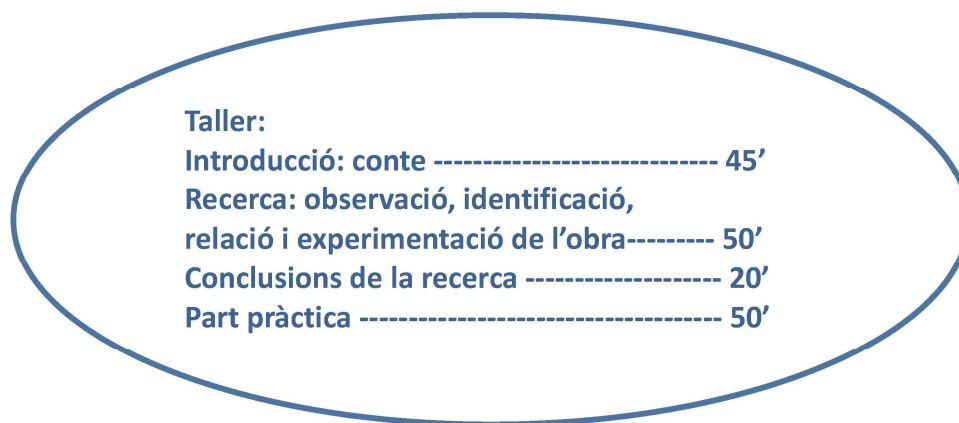 Taller:
Introducció: conte ----------------------------- 45’
Recerca: observació, identificació,
relació i experimentació de l’obra--------- 50’
Conclusions de la recerca -------------------- 20’
Part pràctica ------------------------------------- 50’